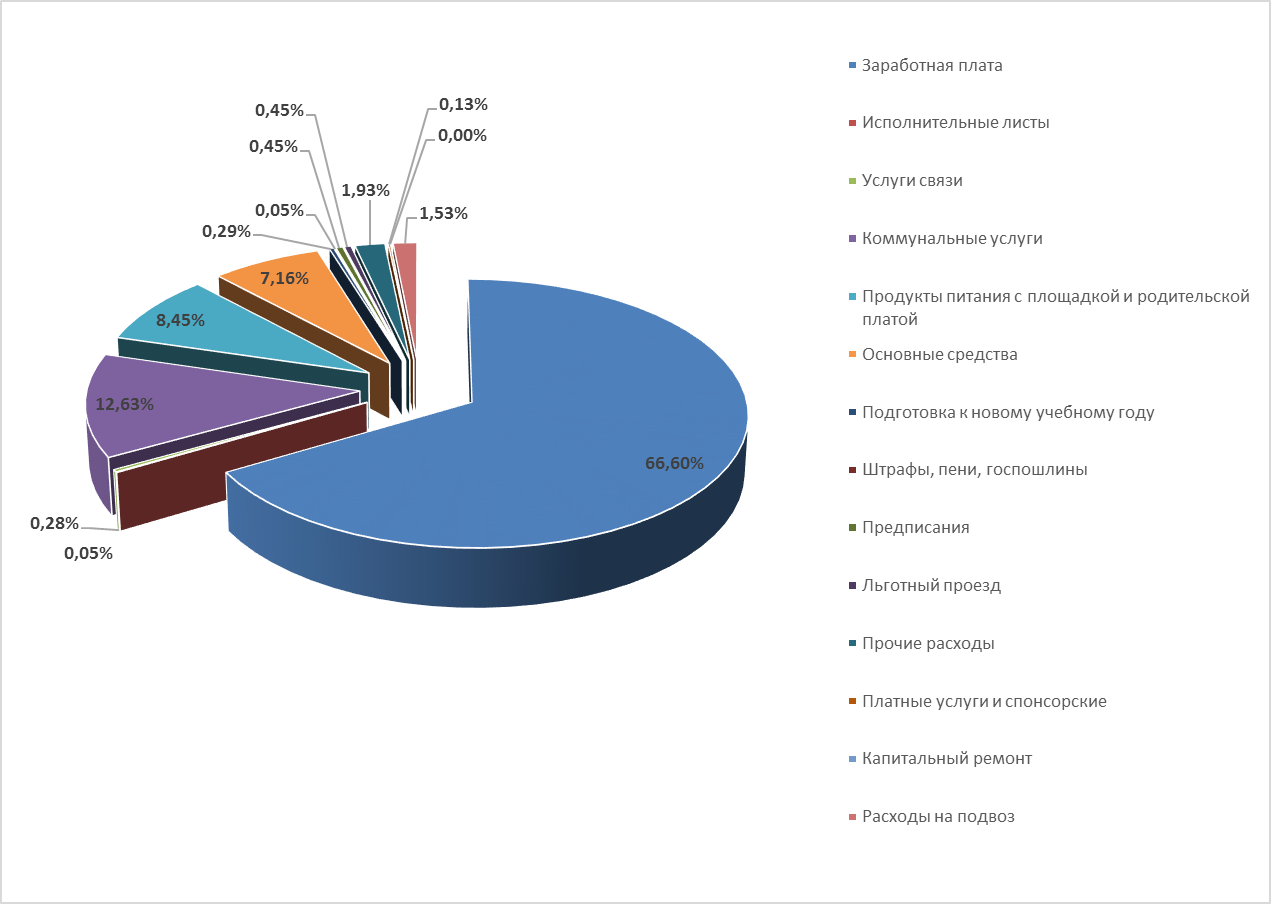 0,45%
0,13%
0,45%
0,00%
1,93%
0,05%
1,53%
0,29%
7,16%
8,45%
12,63%
66,60%
0,28%
0,05%
Заработная плата
Исполнительные листы
Услуги связи
Коммунальные услуги
Продукты питания с площадкой и родительской
платой
Основные средства
Подготовка к новому учебному году
Штрафы, пени, госпошлины
Предписания
Льготный проезд
Прочие расходы
Платные услуги и спонсорские
Капитальный ремонт
Расходы на подвоз